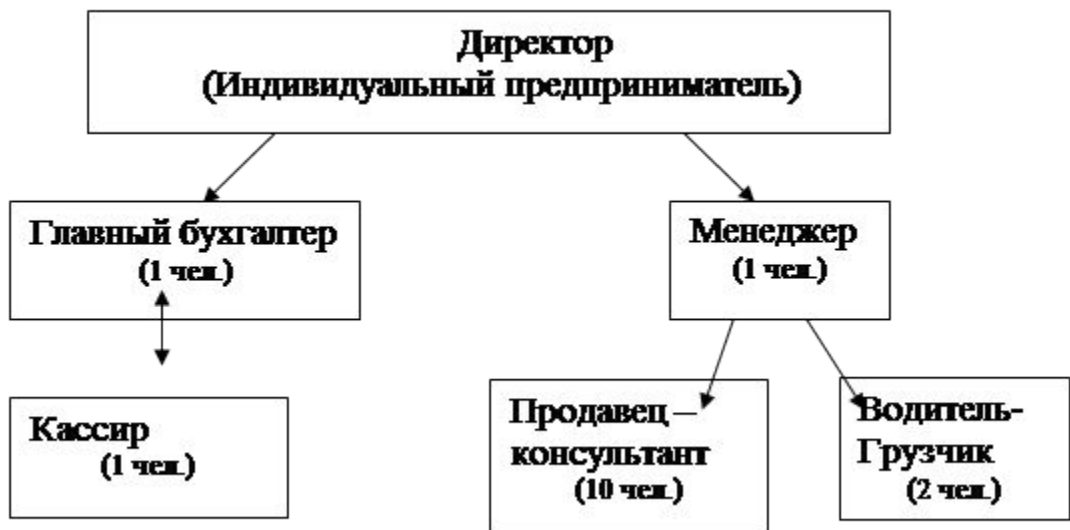 Директор
(Индивидуальный предприниматель)
Главный бухгалтер
(1 чел.)
Менеджер
(1 чел.)
Кассир
(1 чел.)
Продавец –
консультант
(10 чел.)
Водитель-
Грузчик
(2 чел.)